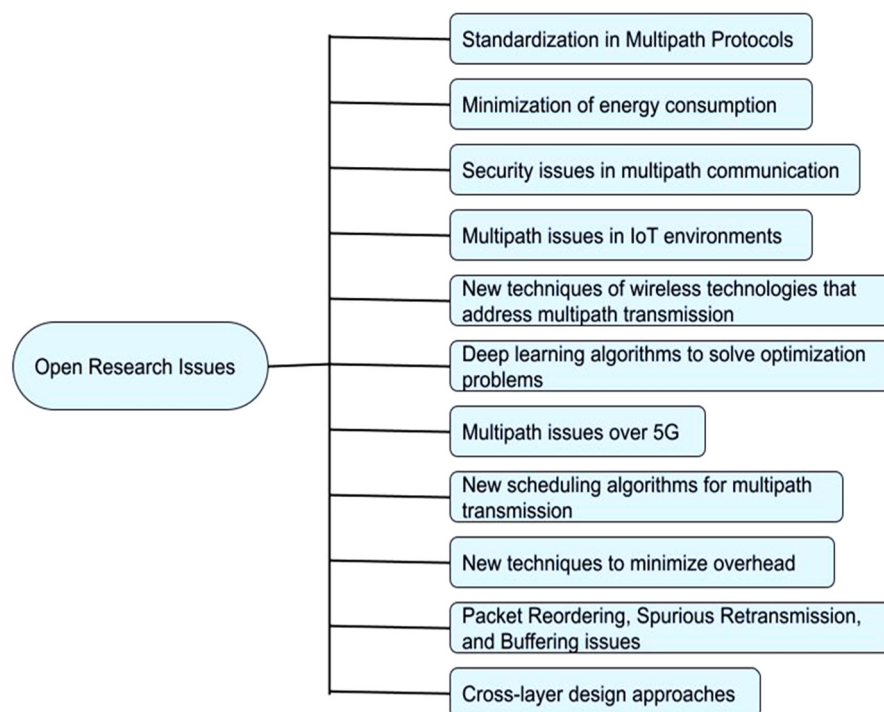 Standardization in Multipath Protocols
Minimization of energy consumption
Security issues in multipath communication
Multipath issues in IoT environments
New techniques of wireless technologies that
address multipath transmission
Open Research Issues
Deep learning algorithms to solve optimization
problems
Multipath issues over 5G
New scheduling algorithms for multipath
transmission
New techniques to minimize overhead
Packet Reordering, Spurious Retransmission,
and Buffering issues
Cross-layer design approaches